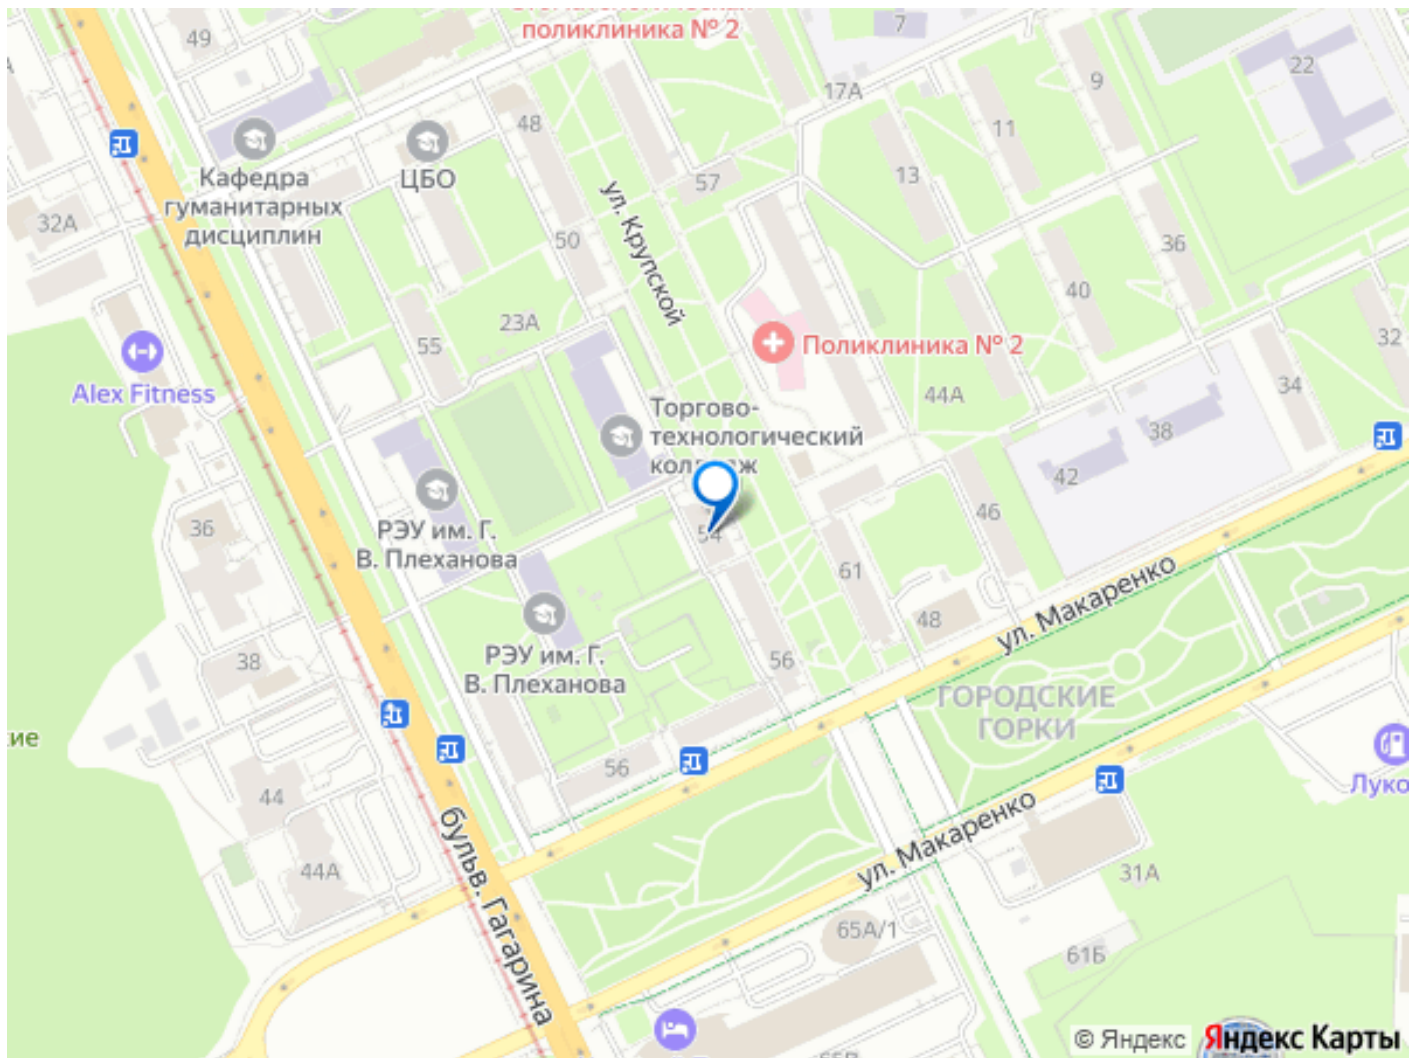 поликлиника № 2
49
7
22
17А
9
48
11
Кафедра
гуманитарных
дисциплин
ЦБО
57
13
32А
50
ул. Крупской
36
40
23А
55
Поликлиника № 2
32
Alex Fitness
44А
34
Торгово-
технологический
38
42
46
36
54
РЭУ им. Г.
В. Плеханова
61
ул. Макаренко
48
38
РЭУ им. Г.
В. Плеханова
56
ГОРОДСКИЕ
ГОРКИ
56
44
бульв. Гагарина
ул. Макаренко
44А
31А
65А/1
61Б
© Яндекс Яндекс Карты